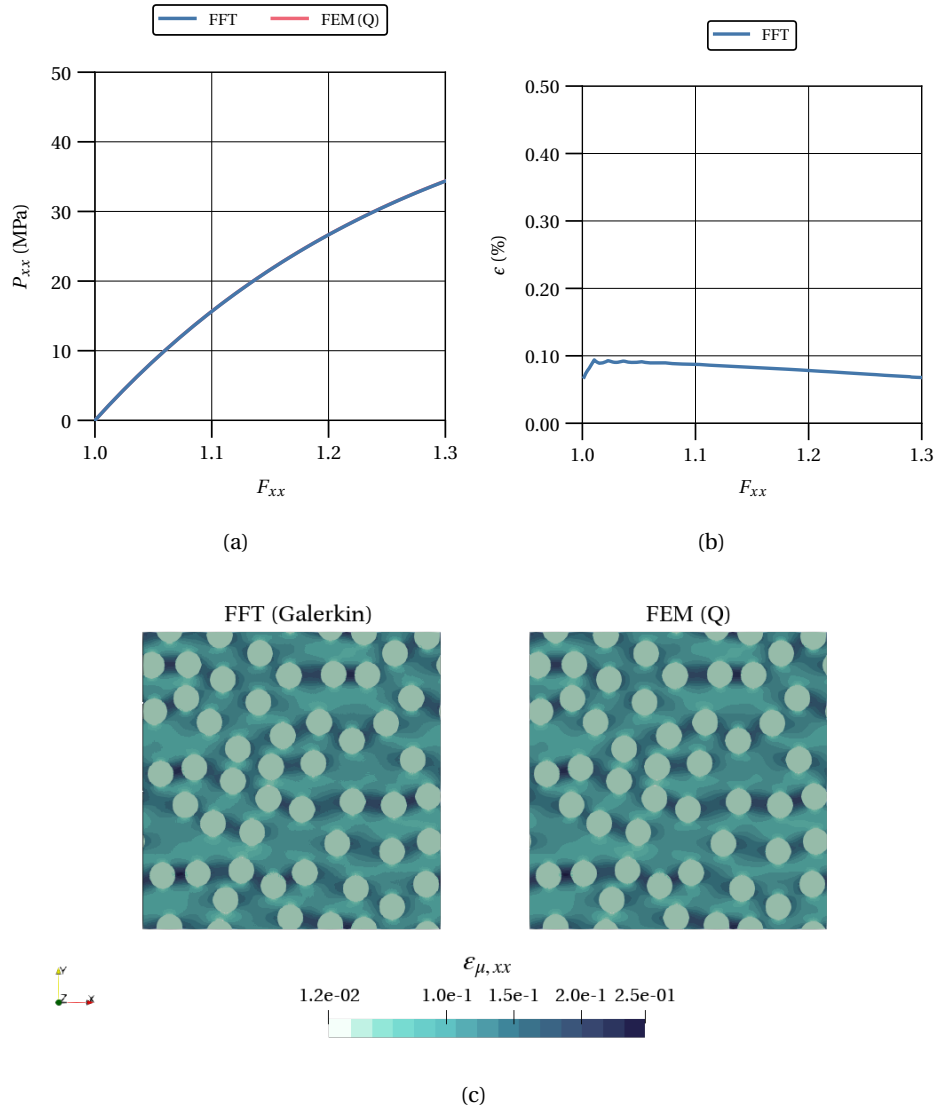 FFT FEM (Q)
FFT
50
40
30
20
10
0
P_xx (MPa)
1.0 1.1 1.2 1.3
F_xx
(a)
0.50
0.40
0.30
0.20
0.10
0.00
ϵ (%)
1.0 1.1 1.2 1.3
F_xx
(b)
FFT (Galerkin) FEM (Q)
ε_μ,xx
1.2e-02 1.0e-1 1.5e-1 2.0e-1 2.5e-01
Y
Z X
(c)